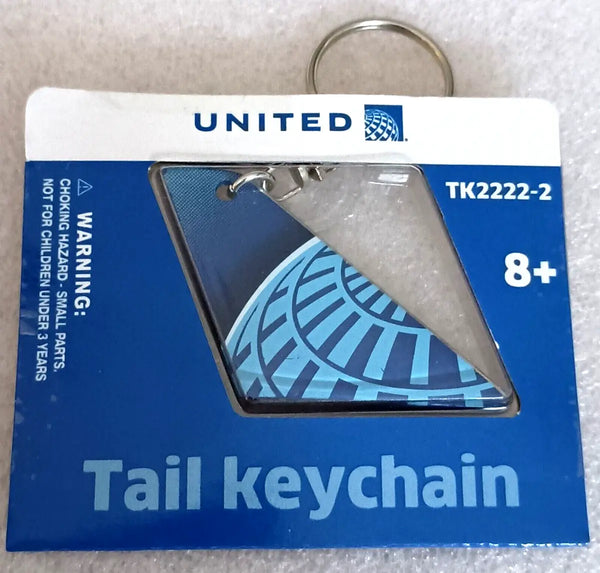 UNITED
TK2222-2
8+
⚠ WARNING:
CHOKING HAZARD - SMALL PARTS.
NOT FOR CHILDREN UNDER 3 YEARS
Tail keychain